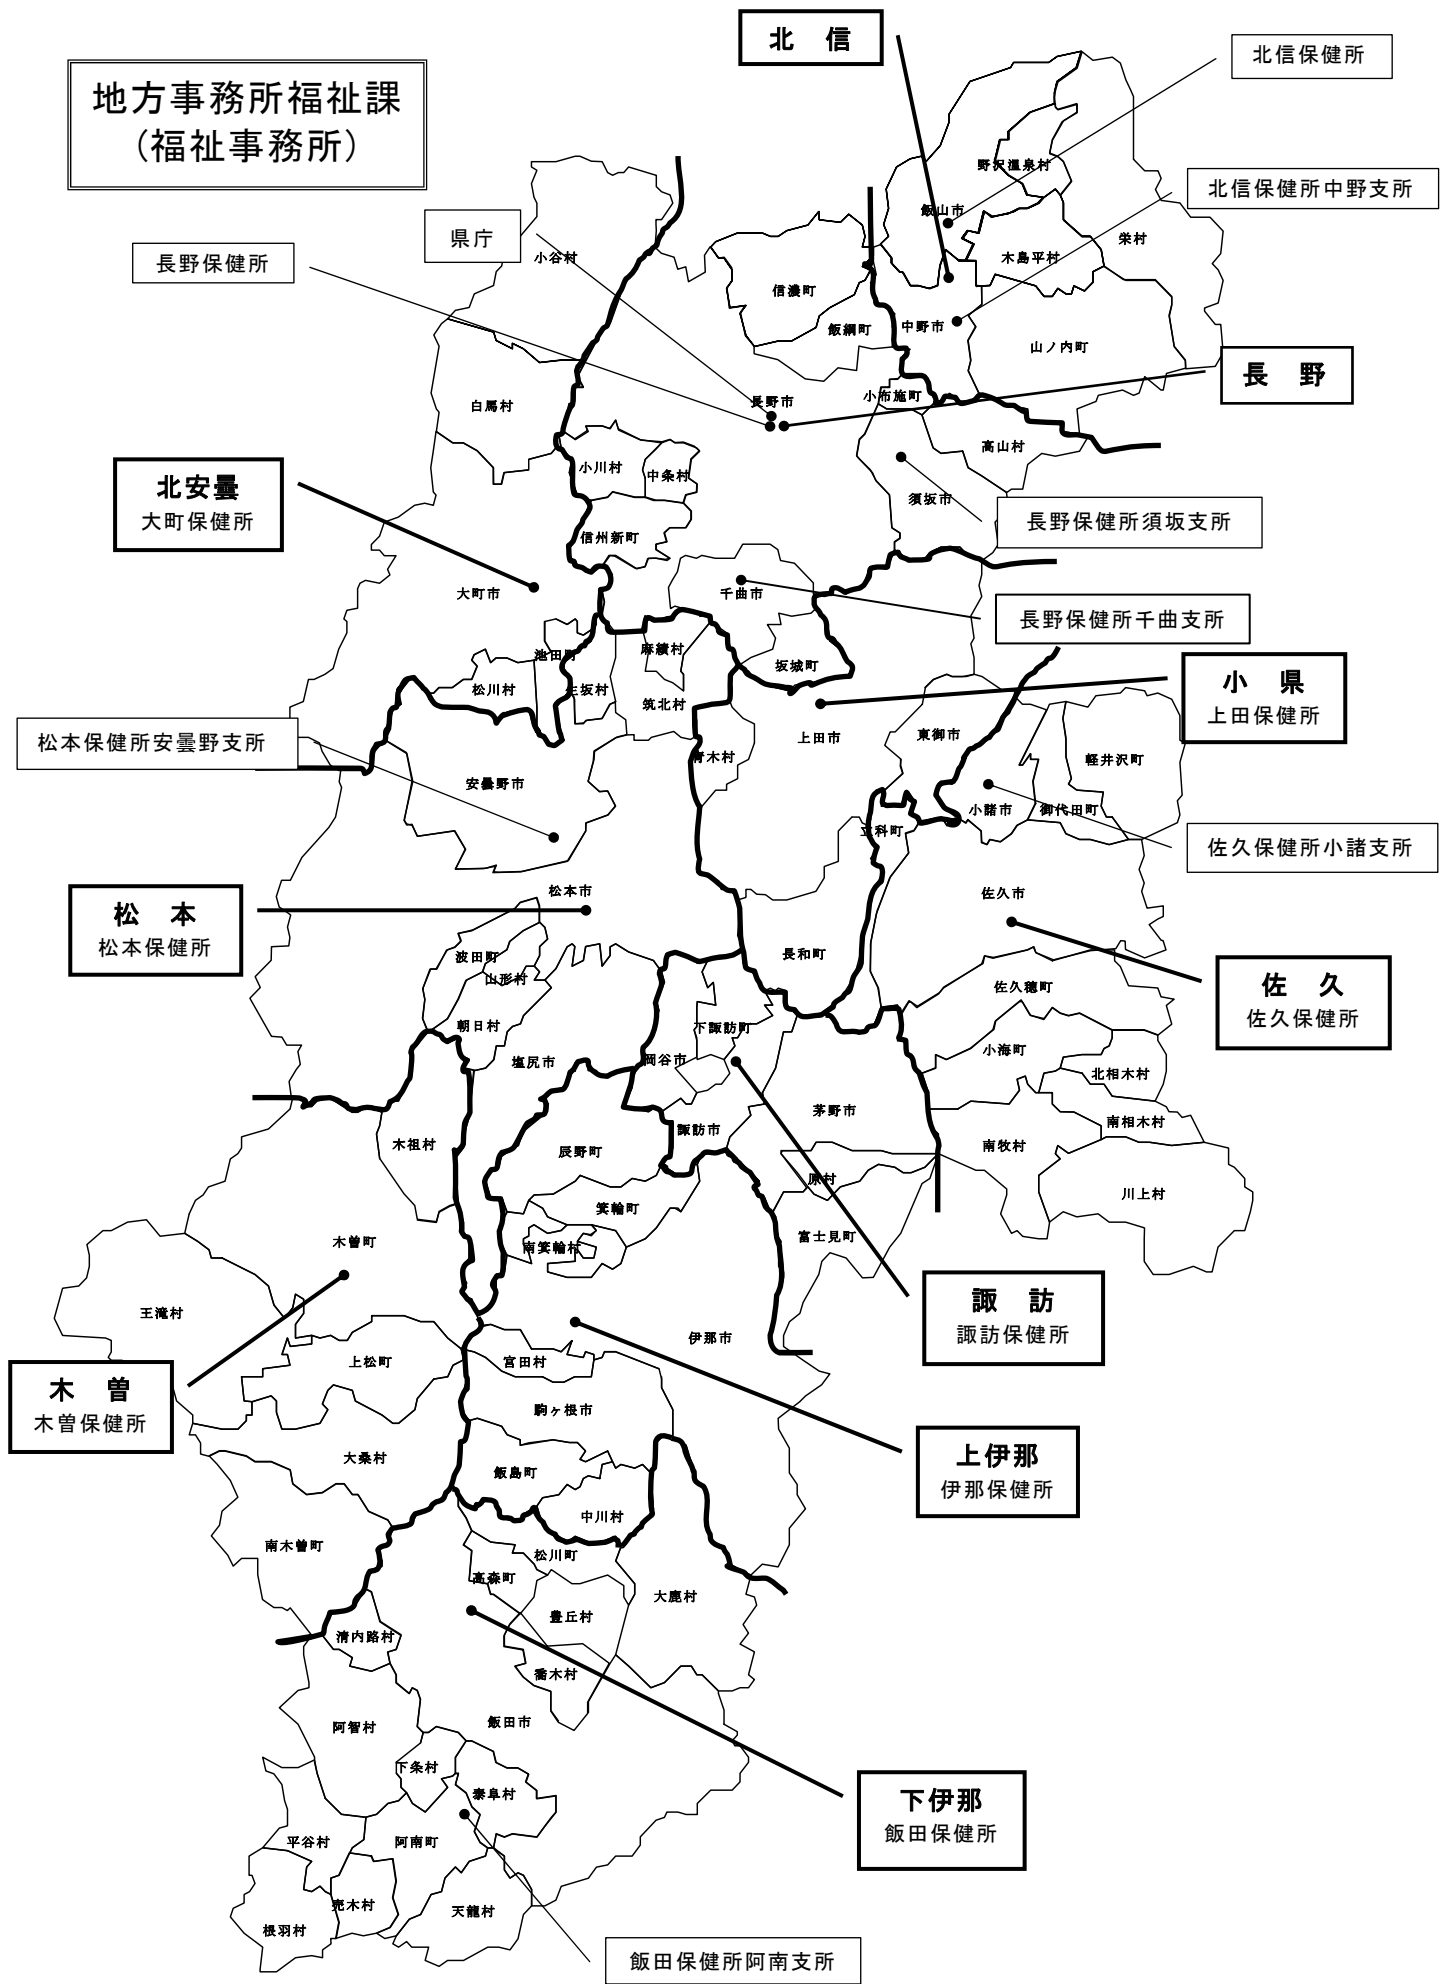 地方事務所福祉課
(福祉事務所)
北　信
北信保健所
北信保健所中野支所
県庁
長野保健所
野沢温泉村
飯山市
栄村
木島平村
小谷村
信濃町
飯綱町
中野市
山ノ内町
長　野
白馬村
長野市
小布施町
高山村
小川村
中条村
須坂市
北安曇
大町保健所
長野保健所須坂支所
信州新町
大町市
千曲市
長野保健所千曲支所
池田町
麻績村
坂城町
松川村
生坂村
筑北村
小　県
上田保健所
松本保健所安曇野支所
青木村
上田市
東御市
軽井沢町
安曇野市
小諸市
御代田町
立科町
佐久保健所小諸支所
松本市
佐久市
松　本
松本保健所
波田町
山形村
長和町
佐久穂町
佐　久
佐久保健所
朝日村
塩尻市
下諏訪町
岡谷市
小海町
北相木村
茅野市
南相木村
諏訪市
木祖村
辰野町
南牧村
原村
川上村
箕輪町
富士見町
木曽町
南箕輪村
王滝村
諏　訪
諏訪保健所
伊那市
上松町
宮田村
木　曽
木曽保健所
駒ヶ根市
大桑村
飯島町
上伊那
伊那保健所
中川村
南木曽町
松川町
高森町
大鹿村
豊丘村
清内路村
喬木村
阿智村
飯田市
下条村
泰阜村
下伊那
飯田保健所
平谷村
阿南町
売木村
天龍村
根羽村
飯田保健所阿南支所